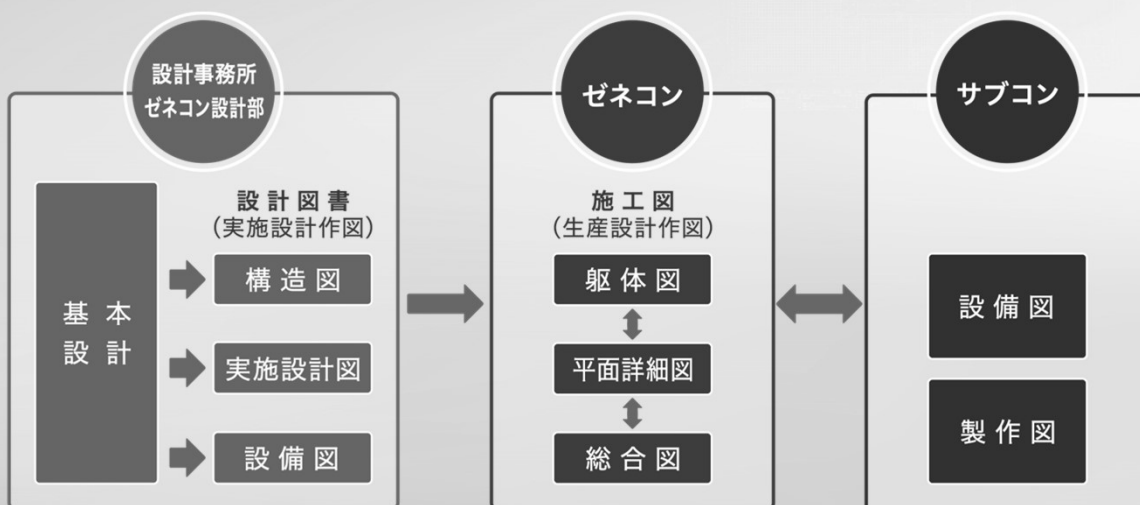 設計事務所
ゼネコン設計部
基本
設計
設計図書
（実施設計作図）
構造図
実施設計図
設備図
ゼネコン
施工図
（生産設計作図）
躯体図
平面詳細図
総合図
サブコン
設備図
製作図